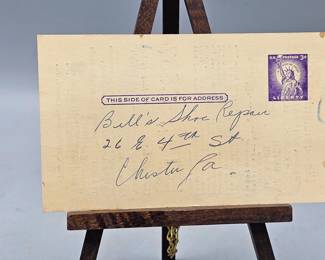 U.S. POSTAGE 3¢
LIBERTY
THIS SIDE OF CARD IS FOR ADDRESS
Bill's Shoe Repair
26 E 4th St
Chester, Pa.